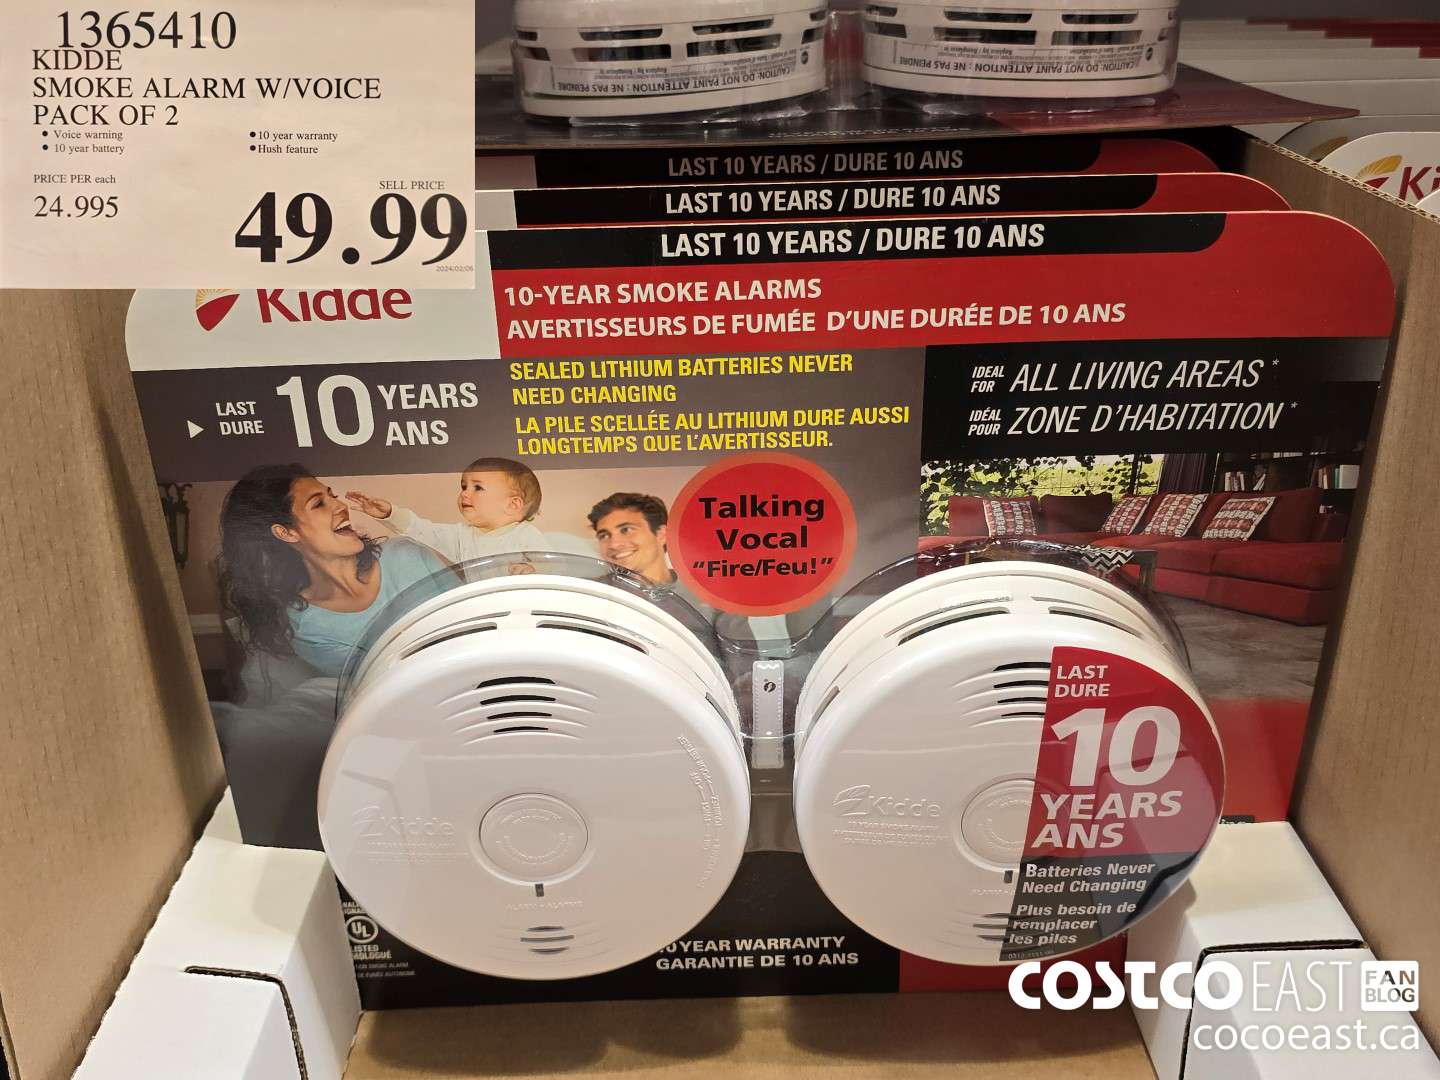 1365410
KIDDE
SMOKE ALARM W/VOICE
PACK OF 2
• Voice warning
• 10 year battery
• 10 year warranty
• Hush feature
PRICE PER each
24.995
SELL PRICE
49.99
2024/02/06
CAUTION: DO NOT PAINT ATTENTION : NE PAS PEINDRE
CAUTION: DO NOT PAINT ATTENTION : NE PAS PEINDRE
LAST 10 YEARS / DURE 10 ANS
LAST 10 YEARS / DURE 10 ANS
LAST 10 YEARS / DURE 10 ANS
Kidde
10-YEAR SMOKE ALARMS
AVERTISSEURS DE FUMÉE D'UNE DURÉE DE 10 ANS
LAST
DURE
10
YEARS
ANS
SEALED LITHIUM BATTERIES NEVER
NEED CHANGING
LA PILE SCELLÉE AU LITHIUM DURE AUSSI
LONGTEMPS QUE L'AVERTISSEUR.
IDEAL
FOR
ALL LIVING AREAS*
IDÉAL
POUR
ZONE D'HABITATION*
Talking
Vocal
"Fire/Feu!"
Kidde
ALARM • ALARME
Kidde
LAST
DURE
10
YEARS
ANS
Batteries Never
Need Changing
Plus besoin de
remplacer
les piles
UL
LISTED
YEAR WARRANTY
GARANTIE DE 10 ANS
COSTCO EAST FAN
BLOG
cocoeast.ca